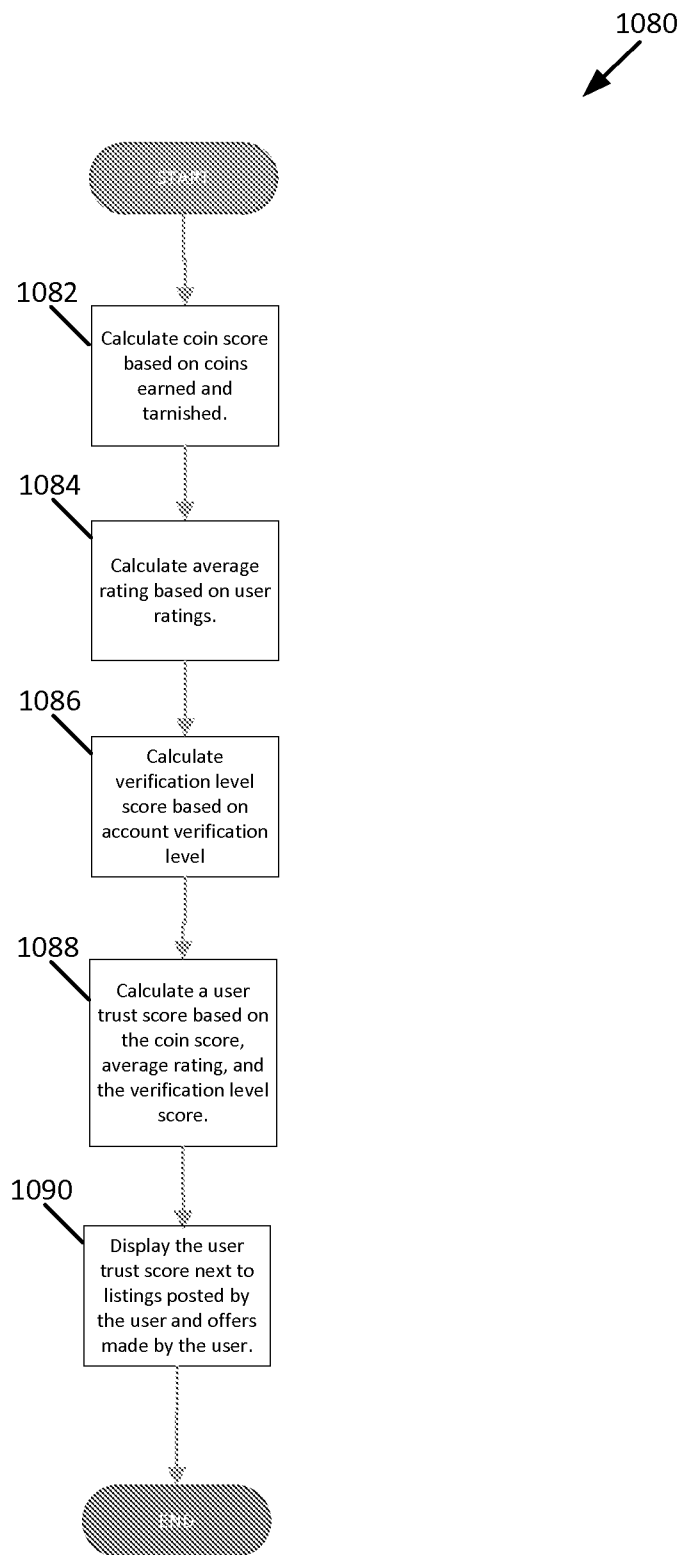 1080
START
1082
Calculate coin score
based on coins
earned and
tarnished.
1084
Calculate average
rating based on user
ratings.
1086
Calculate
verification level
score based on
account verification
level
1088
Calculate a user
trust score based on
the coin score,
average rating, and
the verification level
score.
1090
Display the user
trust score next to
listings posted by
the user and offers
made by the user.
END